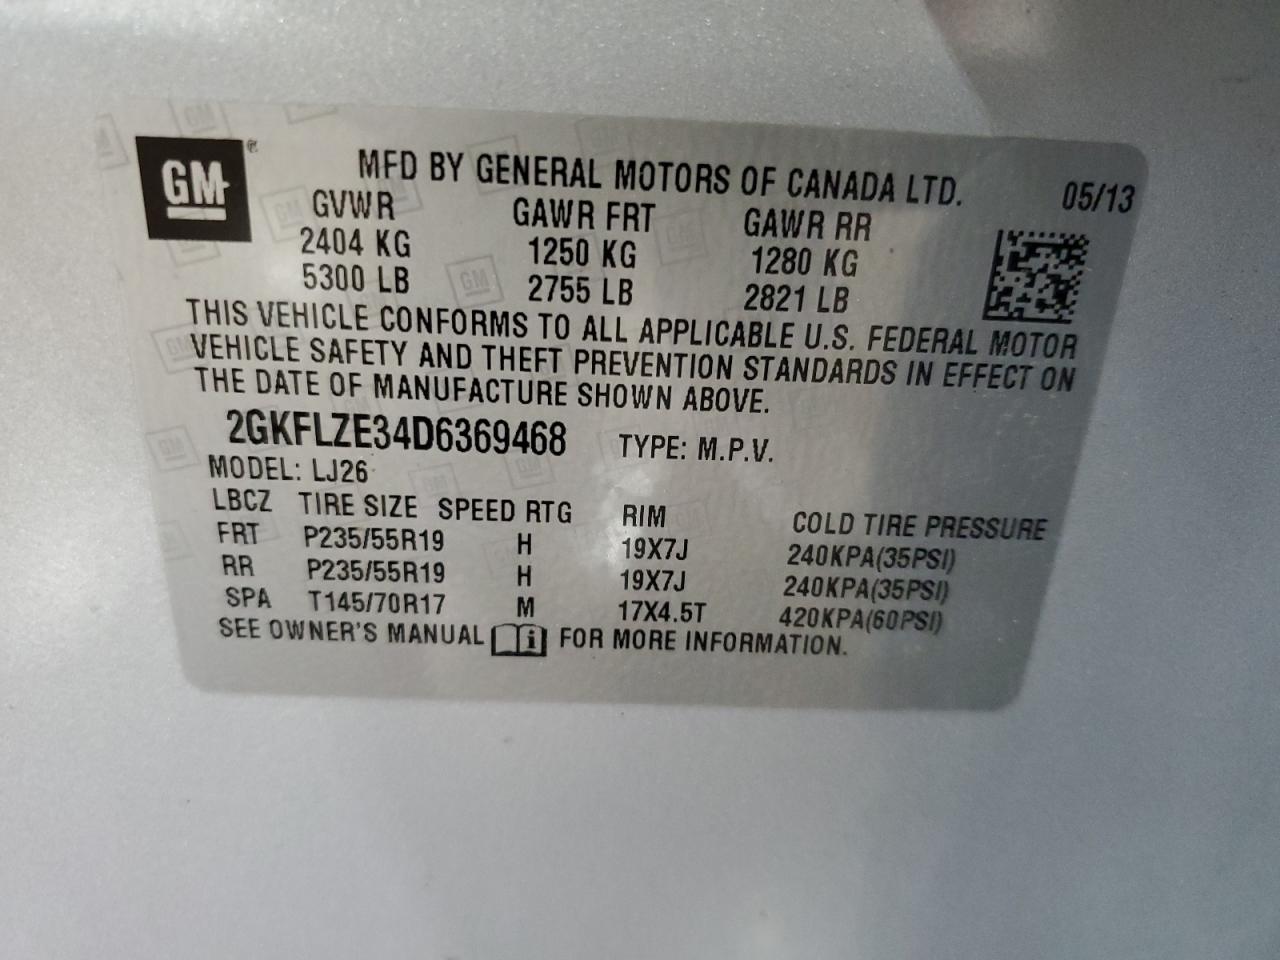 GM®
MFD BY GENERAL MOTORS OF CANADA LTD. 05/13
GVWR GAWR FRT GAWR RR
2404 KG 1250 KG 1280 KG
5300 LB 2755 LB 2821 LB
THIS VEHICLE CONFORMS TO ALL APPLICABLE U.S. FEDERAL MOTOR
VEHICLE SAFETY AND THEFT PREVENTION STANDARDS IN EFFECT ON
THE DATE OF MANUFACTURE SHOWN ABOVE.
2GKFLZE34D6369468 TYPE: M.P.V.
MODEL: LJ26
LBCZ TIRE SIZE SPEED RTG RIM COLD TIRE PRESSURE
FRT P235/55R19 H 19X7J 240KPA(35PSI)
RR P235/55R19 H 19X7J 240KPA(35PSI)
SPA T145/70R17 M 17X4.5T 420KPA(60PSI)
SEE OWNER'S MANUAL i FOR MORE INFORMATION.